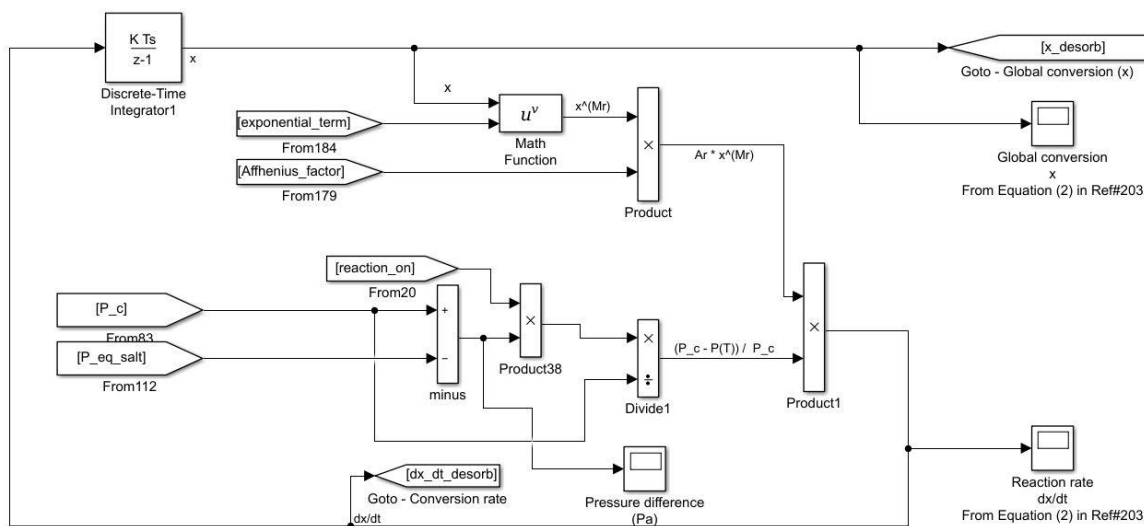 K Ts
z-1
x
Discrete-Time
Integrator1
[x_desorb]
Goto - Global conversion (x)
x
[exponential_term]
From184
u^v
x^(Mr)
Math
Function
[Affhenius_factor]
From179
×
Product
Ar * x^(Mr)
Global conversion
x
From Equation (2) in Ref#203
[reaction_on]
From20
[P_c]
From83
[P_eq_salt]
From112
+
−
minus
×
Product38
×
÷
Divide1
(P_c - P(T)) / P_c
×
Product1
[dx_dt_desorb]
Goto - Conversion rate
dx/dt
Pressure difference
(Pa)
Reaction rate
dx/dt
From Equation (2) in Ref#203